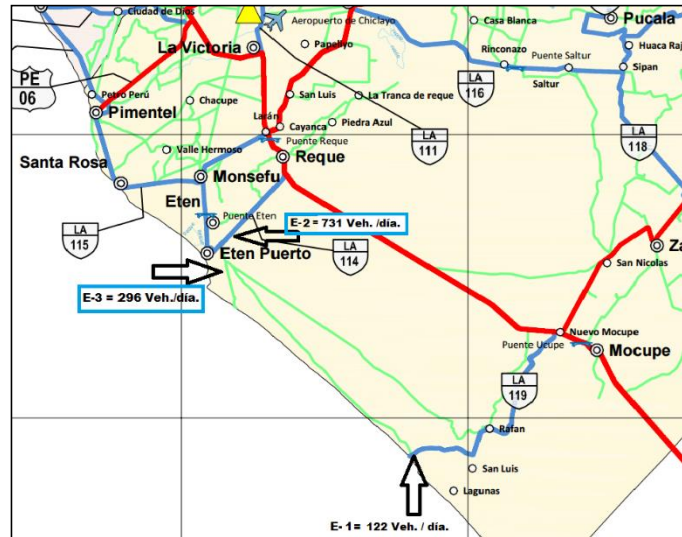 Ciudad de Dios
Aeropuerto de Chiclayo
Casa Blanca
Pucala
La Victoria
Papellyo
Rinconazo
Puente Saltur
Huaca Raj
Sipan
Saltur
PE
06
LA
116
Petro Perú
Pimentel
Chacupe
San Luis
La Tranca de reque
Larán
Cayanca
Piedra Azul
LA
111
LA
118
Puente Reque
Valle Hermoso
Reque
Santa Rosa
Monsefu
Eten
Puente Eten
E-2 = 731 Veh. /día.
LA
115
LA
114
Eten Puerto
Za
San Nicolas
E-3 = 296 Veh./día.
Nuevo Mocupe
Puente Ucupe
Mocupe
LA
119
Rafan
San Luis
Lagunas
E- 1= 122 Veh. / día.